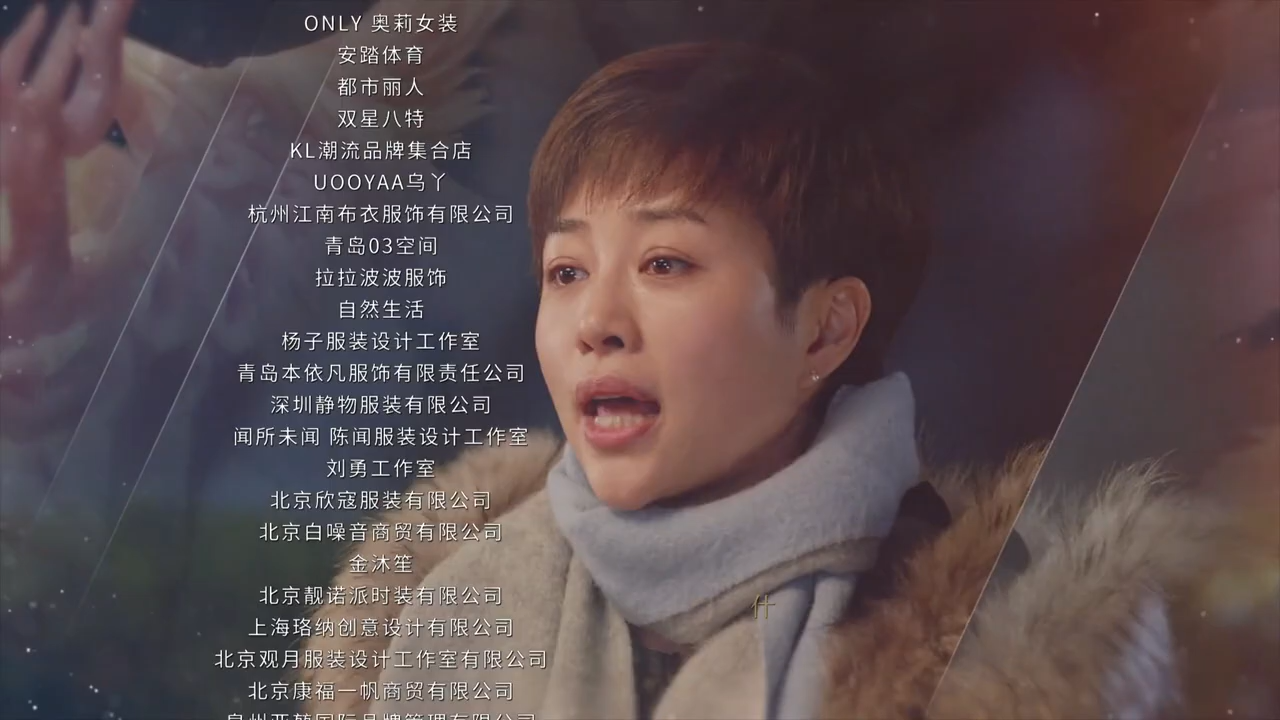 ONLY 奥莉女装
安踏体育
都市丽人
双星八特
KL潮流品牌集合店
UOOYAA乌丫
杭州江南布衣服饰有限公司
青岛03空间
拉拉波波服饰
自然生活
杨子服装设计工作室
青岛本依凡服饰有限责任公司
深圳静物服装有限公司
闻所未闻 陈闻服装设计工作室
刘勇工作室
北京欣寇服装有限公司
北京白噪音商贸有限公司
金沐笙
北京靓诺派时装有限公司
什
上海珞纳创意设计有限公司
北京观月服装设计工作室有限公司
北京康福一帆商贸有限公司